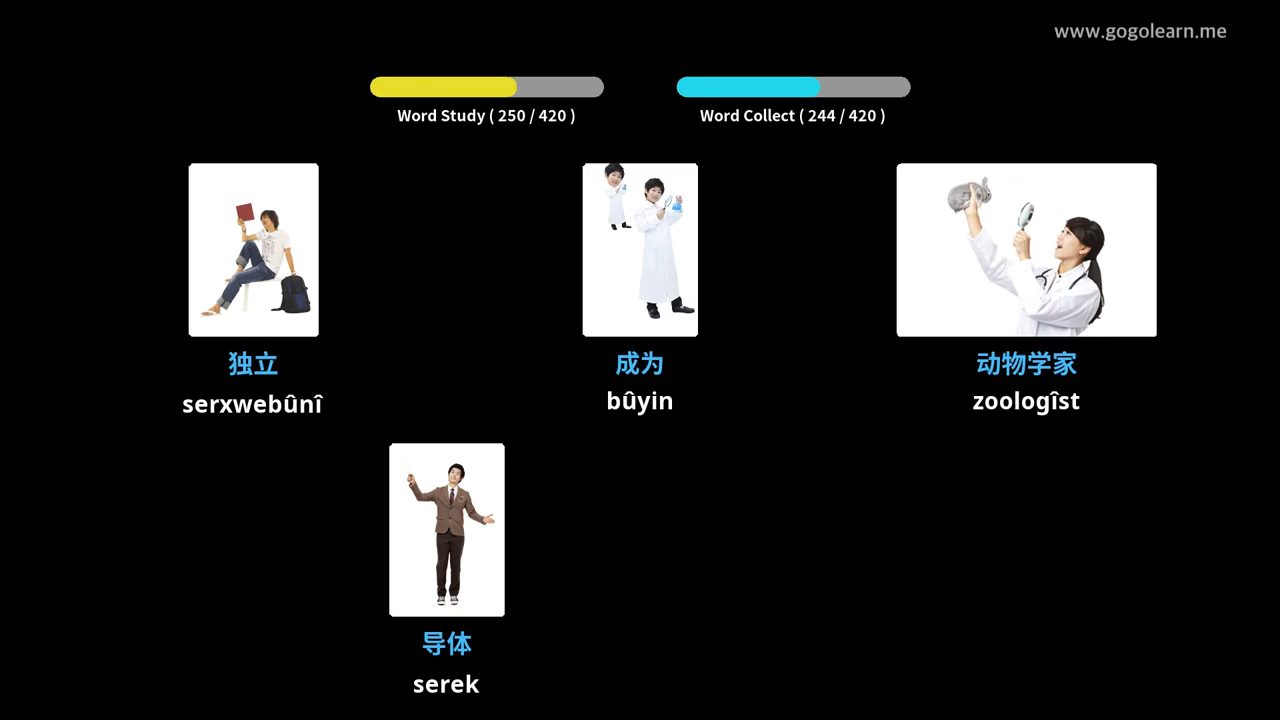 www.gogolearn.me
Word Study ( 250 / 420 )
Word Collect ( 244 / 420 )
独立
serxwebûnî
成为
bûyin
动物学家
zoologîst
导体
serek